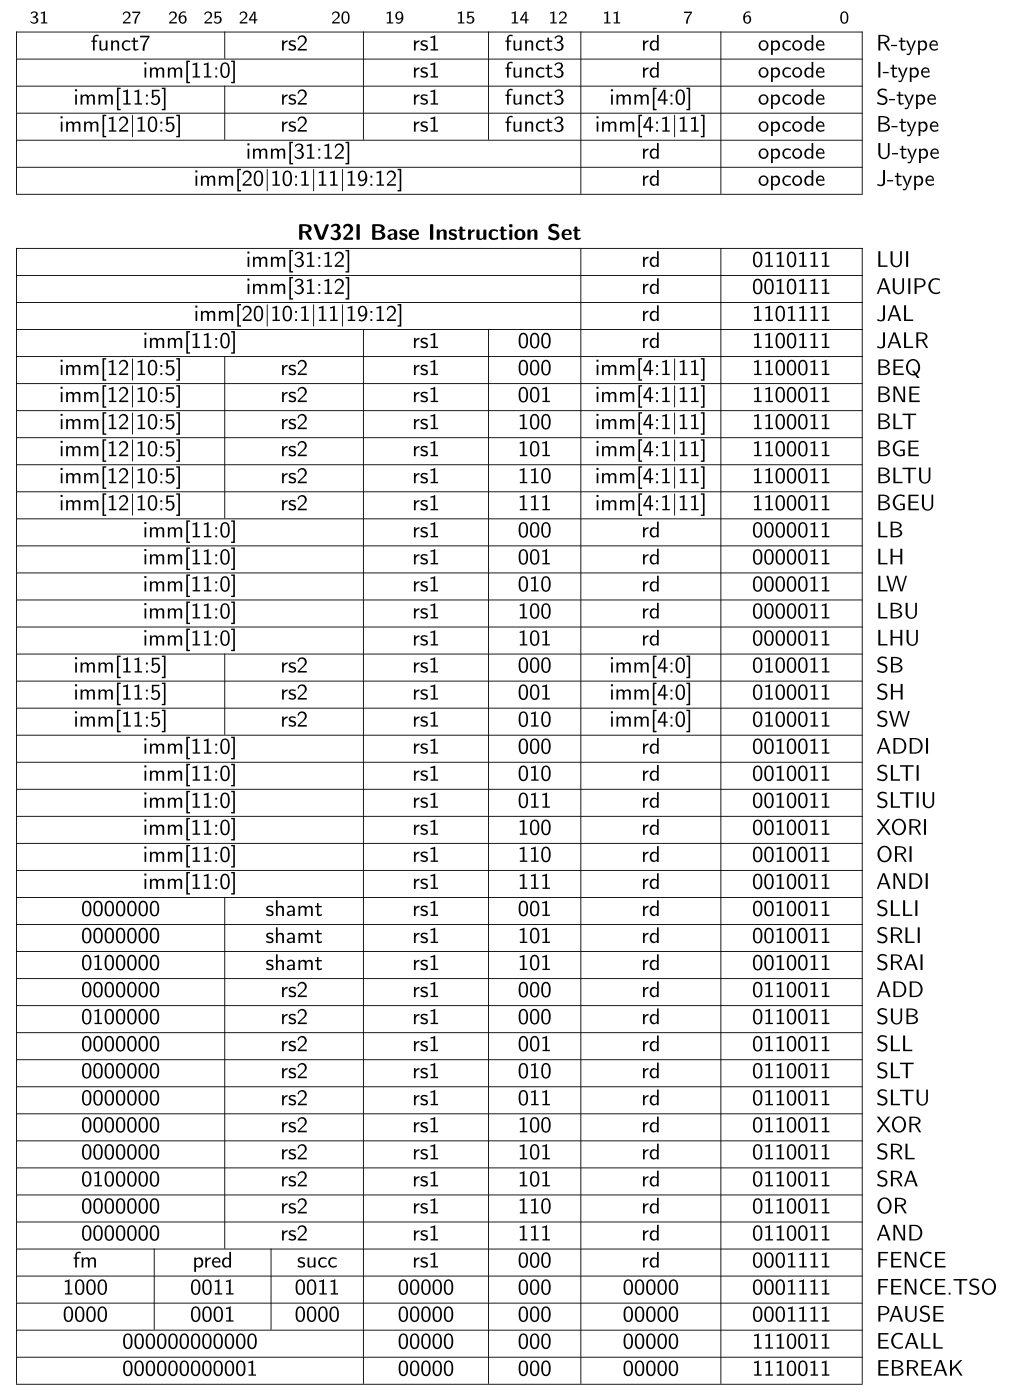 31 27 26 25 24 20 19 15 14 12 11 7 6 0
funct7 rs2 rs1 funct3 rd opcode R-type
imm[11:0] rs1 funct3 rd opcode I-type
imm[11:5] rs2 rs1 funct3 imm[4:0] opcode S-type
imm[12|10:5] rs2 rs1 funct3 imm[4:1|11] opcode B-type
imm[31:12] rd opcode U-type
imm[20|10:1|11|19:12] rd opcode J-type
RV32I Base Instruction Set
imm[31:12] rd 0110111 LUI
imm[31:12] rd 0010111 AUIPC
imm[20|10:1|11|19:12] rd 1101111 JAL
imm[11:0] rs1 000 rd 1100111 JALR
imm[12|10:5] rs2 rs1 000 imm[4:1|11] 1100011 BEQ
imm[12|10:5] rs2 rs1 001 imm[4:1|11] 1100011 BNE
imm[12|10:5] rs2 rs1 100 imm[4:1|11] 1100011 BLT
imm[12|10:5] rs2 rs1 101 imm[4:1|11] 1100011 BGE
imm[12|10:5] rs2 rs1 110 imm[4:1|11] 1100011 BLTU
imm[12|10:5] rs2 rs1 111 imm[4:1|11] 1100011 BGEU
imm[11:0] rs1 000 rd 0000011 LB
imm[11:0] rs1 001 rd 0000011 LH
imm[11:0] rs1 010 rd 0000011 LW
imm[11:0] rs1 100 rd 0000011 LBU
imm[11:0] rs1 101 rd 0000011 LHU
imm[11:5] rs2 rs1 000 imm[4:0] 0100011 SB
imm[11:5] rs2 rs1 001 imm[4:0] 0100011 SH
imm[11:5] rs2 rs1 010 imm[4:0] 0100011 SW
imm[11:0] rs1 000 rd 0010011 ADDI
imm[11:0] rs1 010 rd 0010011 SLTI
imm[11:0] rs1 011 rd 0010011 SLTIU
imm[11:0] rs1 100 rd 0010011 XORI
imm[11:0] rs1 110 rd 0010011 ORI
imm[11:0] rs1 111 rd 0010011 ANDI
0000000 shamt rs1 001 rd 0010011 SLLI
0000000 shamt rs1 101 rd 0010011 SRLI
0100000 shamt rs1 101 rd 0010011 SRAI
0000000 rs2 rs1 000 rd 0110011 ADD
0100000 rs2 rs1 000 rd 0110011 SUB
0000000 rs2 rs1 001 rd 0110011 SLL
0000000 rs2 rs1 010 rd 0110011 SLT
0000000 rs2 rs1 011 rd 0110011 SLTU
0000000 rs2 rs1 100 rd 0110011 XOR
0000000 rs2 rs1 101 rd 0110011 SRL
0100000 rs2 rs1 101 rd 0110011 SRA
0000000 rs2 rs1 110 rd 0110011 OR
0000000 rs2 rs1 111 rd 0110011 AND
fm pred succ rs1 000 rd 0001111 FENCE
1000 0011 0011 00000 000 00000 0001111 FENCE.TSO
0000 0001 0000 00000 000 00000 0001111 PAUSE
000000000000 00000 000 00000 1110011 ECALL
000000000001 00000 000 00000 1110011 EBREAK